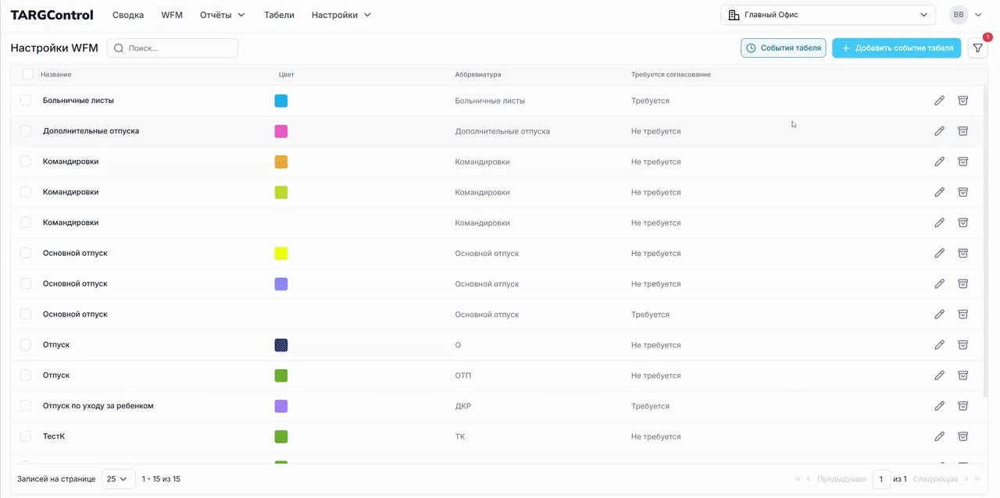 TARGControl Сводка WFM Отчёты Табели Настройки Главный Офис ВВ
Настройки WFM Поиск... События табеля + Добавить событие табеля 1
Название Цвет Аббревиатура Требуется согласование
Больничные листы Больничные листы Требуется
Дополнительные отпуска Дополнительные отпуска Не требуется
Командировки Командировки Не требуется
Командировки Командировки Не требуется
Командировки Командировки Не требуется
Основной отпуск Основной отпуск Не требуется
Основной отпуск Основной отпуск Не требуется
Основной отпуск Основной отпуск Требуется
Отпуск О Не требуется
Отпуск ОТП Не требуется
Отпуск по уходу за ребенком ДКР Требуется
ТестК ТК Не требуется
Записей на странице 25 1 - 15 из 15 « ‹ Предыдущая 1 из 1 Следующая › »